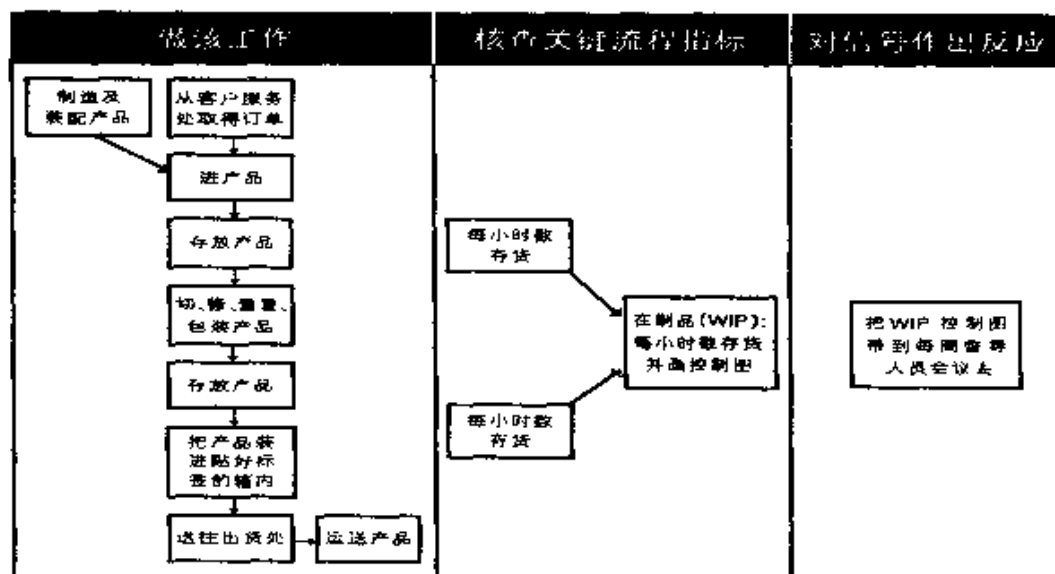 做该工作
核查关键流程指标
对信号作出反应
制造及
装配产品
从客户服务
处取得订单
进产品
存放产品
切、修、量重、
包装产品
存放产品
把产品装
进贴好标
签的箱内
送往出货处
运送产品
每小时数
存货
每小时数
存货
在制品(WIP):
每小时数存货
并画控制图
把WIP控制图
带到每周督导
人员会议去